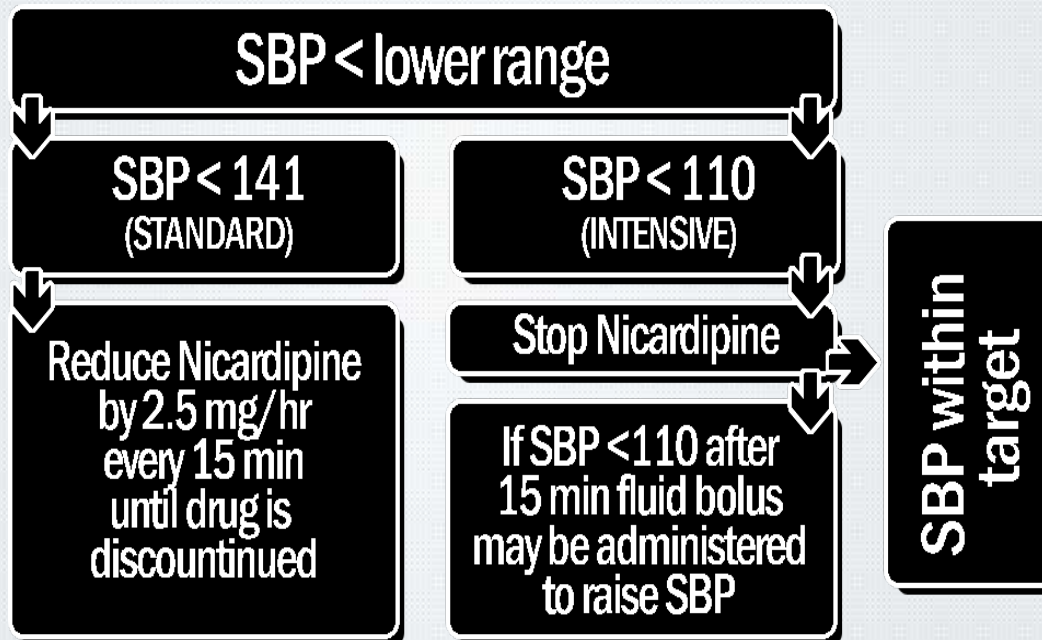 SBP < lower range
SBP < 141
(STANDARD)
SBP < 110
(INTENSIVE)
Reduce Nicardipine
by 2.5 mg/hr
every 15 min
until drug is
discountinued
Stop Nicardipine
If SBP <110 after
15 min fluid bolus
may be administered
to raise SBP
SBP within
target